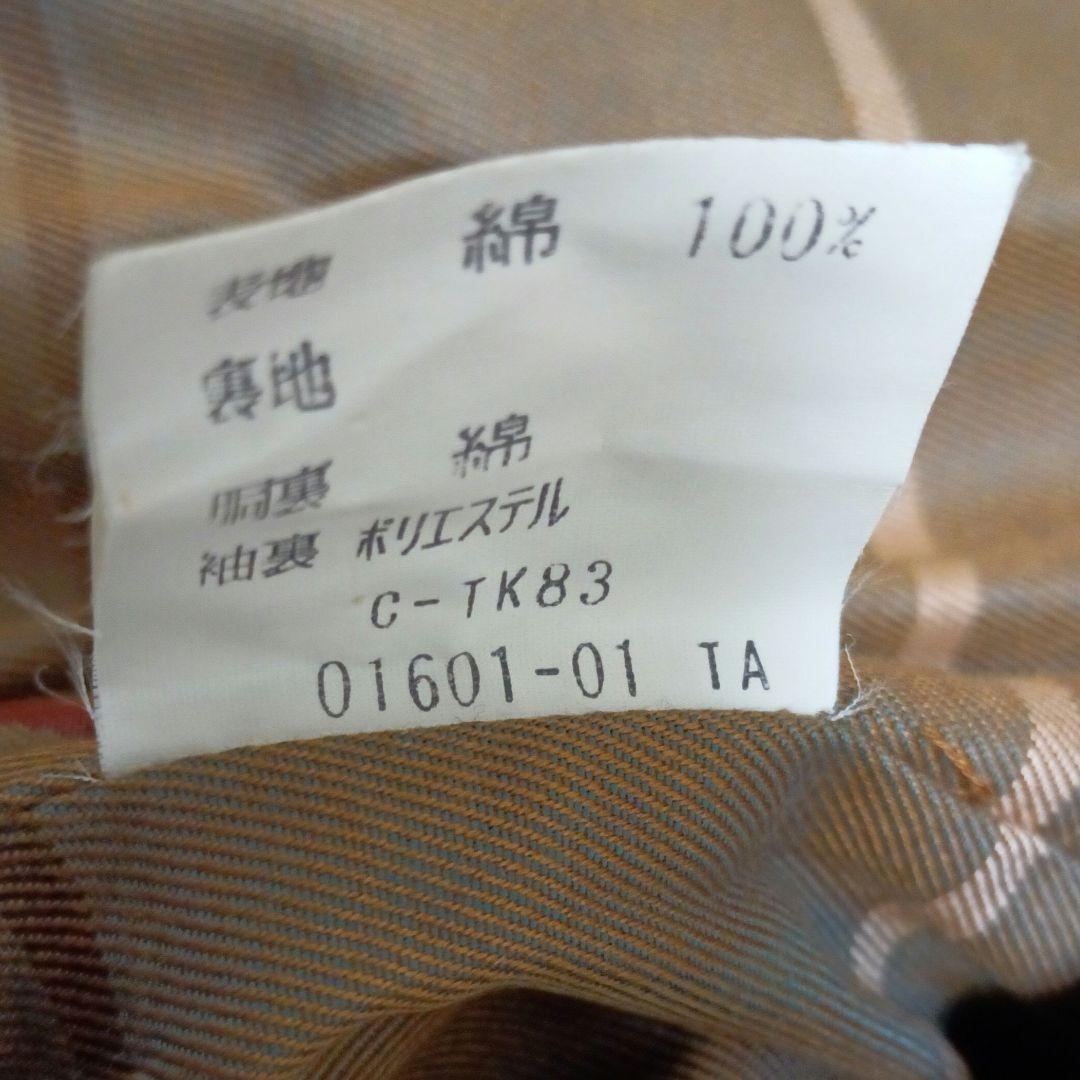 表地 綿 100%
裏地
胴裏 綿
袖裏 ポリエステル
C-TK83
01601-01 TA